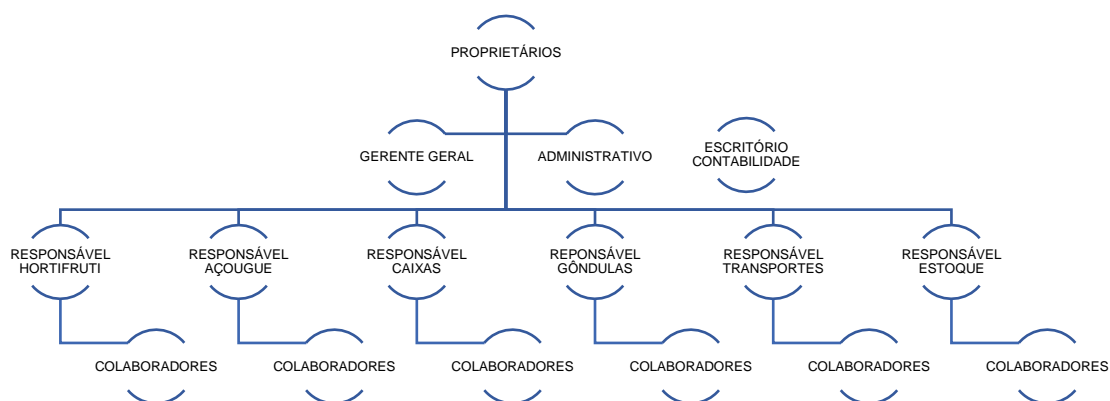 PROPRIETÁRIOS
GERENTE GERAL
ADMINISTRATIVO
ESCRITÓRIO
CONTABILIDADE
RESPONSÁVEL
HORTIFRUTI
RESPONSÁVEL
AÇOUGUE
RESPONSÁVEL
CAIXAS
REPONSÁVEL
GÔNDULAS
RESPONSÁVEL
TRANSPORTES
RESPONSÁVEL
ESTOQUE
COLABORADORES
COLABORADORES
COLABORADORES
COLABORADORES
COLABORADORES
COLABORADORES